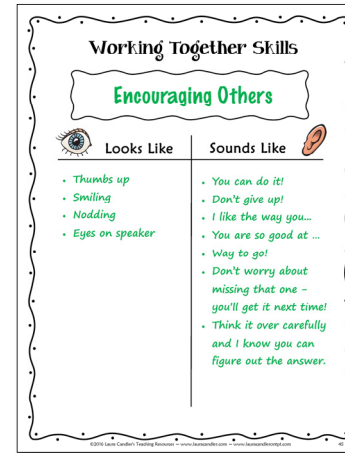 Working Together Skills
Encouraging Others
Looks Like
• Thumbs up
• Smiling
• Nodding
• Eyes on speaker
Sounds Like
• You can do it!
• Don't give up!
• I like the way you...
• You are so good at ...
• Way to go!
• Don't worry about
missing that one -
you'll get it next time!
• Think it over carefully
and I know you can
figure out the answer.
©2016 Laura Candler's Teaching Resources ~ www.lauracandler.com ~ www.lauracandlertpt.com
45